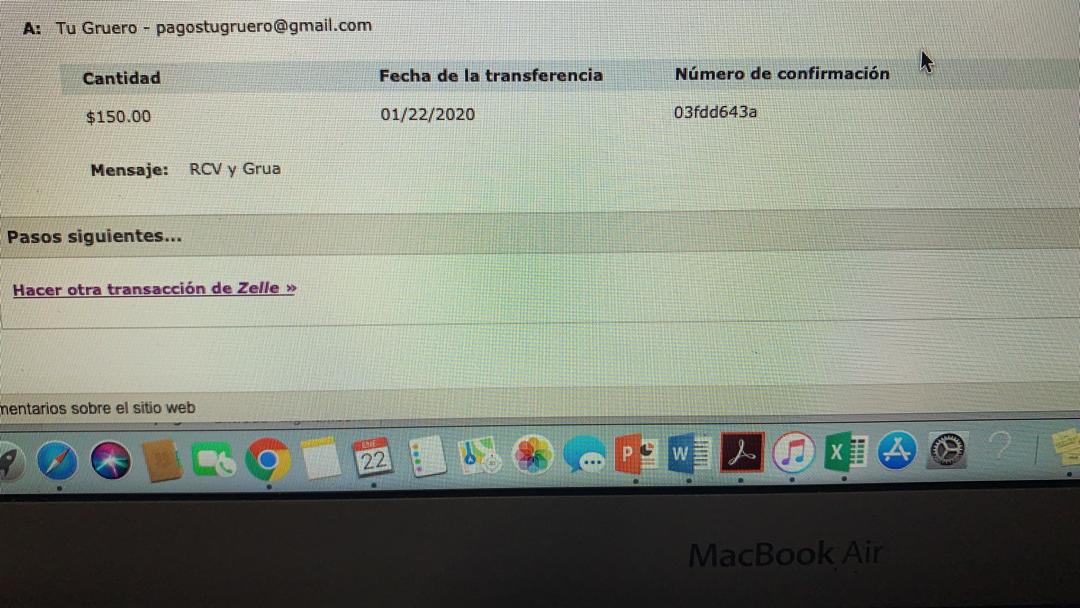 A: Tu Gruero - pagostugruero@gmail.com
Cantidad Fecha de la transferencia Número de confirmación
$150.00 01/22/2020 03fdd643a
Mensaje: RCV y Grua
Pasos siguientes...
Hacer otra transacción de Zelle »
mentarios sobre el sitio web
ENE
22
P
W
X
MacBook Air